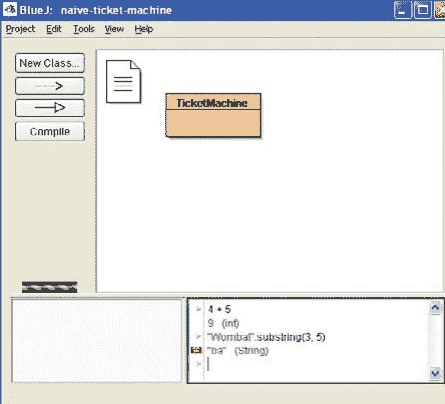 BlueJ: naive-ticket-machine
Project Edit Tools View Help
New Class...
TicketMachine
Compile
> 4 + 5
9 (int)
> "Wombat".substring(3, 5)
"ba" (String)
>